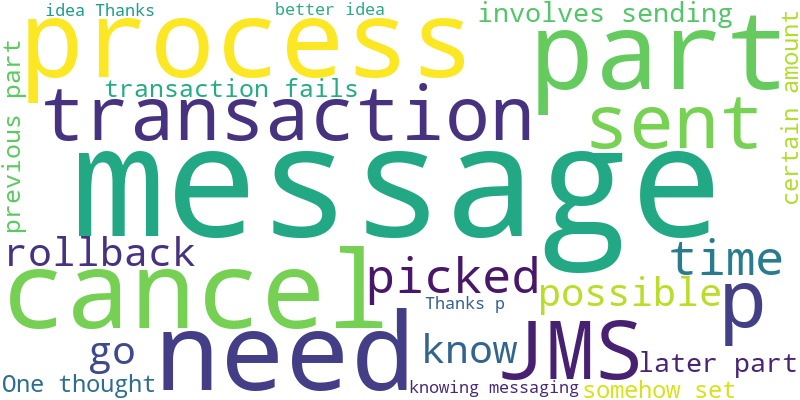 idea Thanks
better idea
involves sending
process
part
certain amount
previous part
transaction fails
transaction
sent
message
rollback
cancel
picked
time
possible
p
Thanks p
need
JMS
go
know
later part
One thought
knowing messaging
somehow set